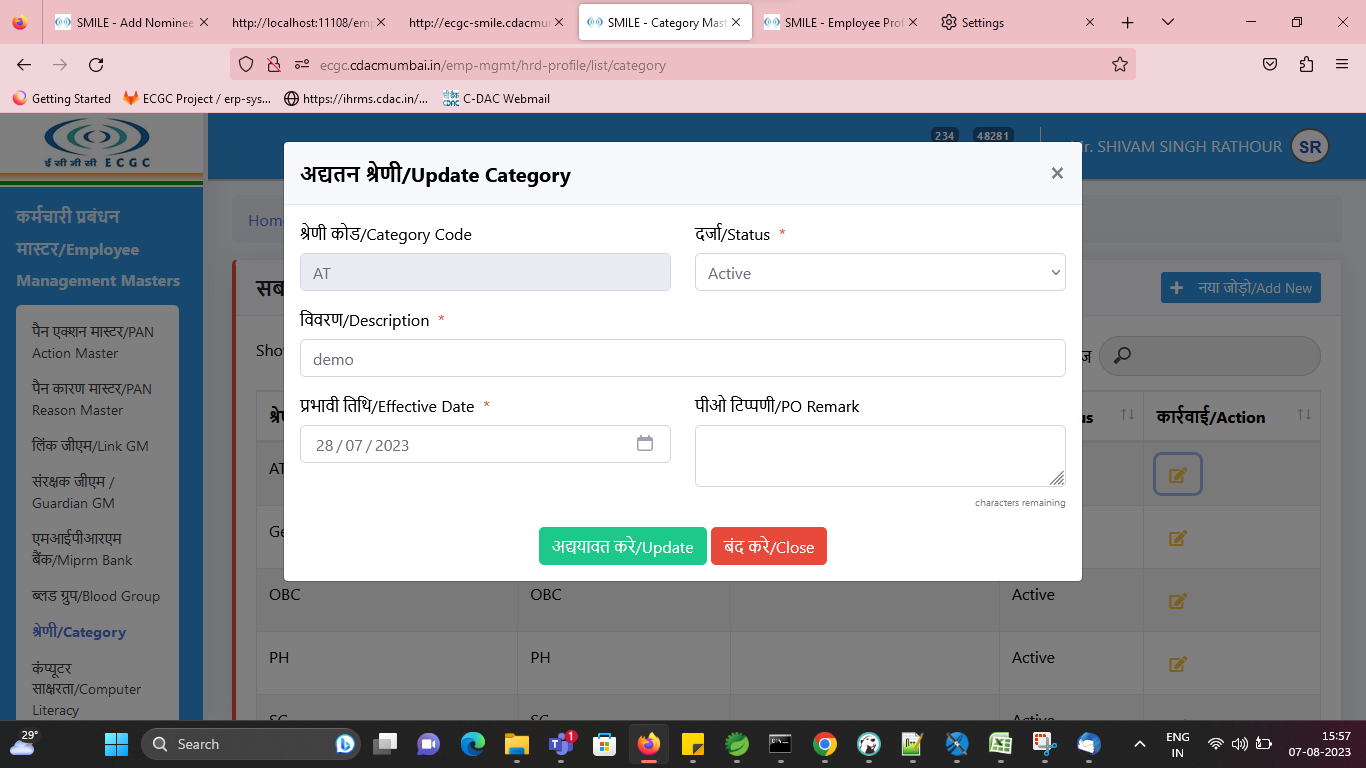 SMILE - Add Nominee
http://localhost:11108/emp
http://ecgc-smile.cdacmur
SMILE - Category Mast
SMILE - Employee Prof
Settings
ecgc.cdacmumbai.in/emp-mgmt/hrd-profile/list/category
Getting Started
ECGC Project / erp-sys...
https://ihrms.cdac.in/...
C-DAC Webmail
ई सी जी सी E C G C
234
48281
r. SHIVAM SINGH RATHOUR
SR
कर्मचारी प्रबंधन
मास्टर/Employee
Management Masters
पैन एक्शन मास्टर/PAN
Action Master
पैन कारण मास्टर/PAN
Reason Master
लिंक जीएम/Link GM
संरक्षक जीएम /
Guardian GM
एमआईपीआरएम
बैंक/Miprm Bank
ब्लड ग्रुप/Blood Group
श्रेणी/Category
कंप्यूटर
साक्षरता/Computer
Literacy
Home
सब
नया जोड़ो/Add New
Sho
ज
श्रे
us
कार्रवाई/Action
AT
Ge
OBC
OBC
Active
PH
PH
Active
SC
SC
Active
अद्यतन श्रेणी/Update Category
×
श्रेणी कोड/Category Code
दर्जा/Status *
AT
Active
विवरण/Description *
demo
प्रभावी तिथि/Effective Date *
पीओ टिप्पणी/PO Remark
28 / 07 / 2023
characters remaining
अद्ययावत करे/Update
बंद करे/Close
29°
Search
1
ENG
IN
15:57
07-08-2023